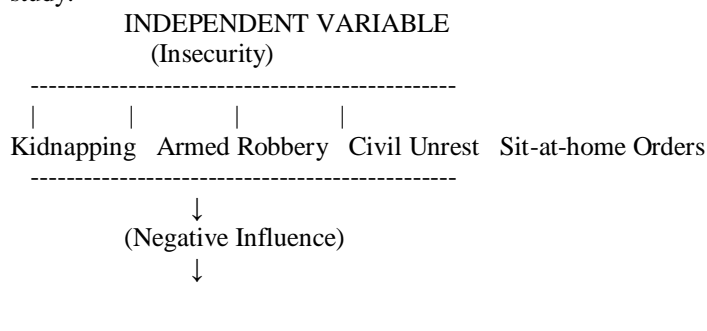 study.
INDEPENDENT VARIABLE
(Insecurity)
------------------------------------------------
| | | |
Kidnapping Armed Robbery Civil Unrest Sit-at-home Orders
------------------------------------------------
↓
(Negative Influence)
↓